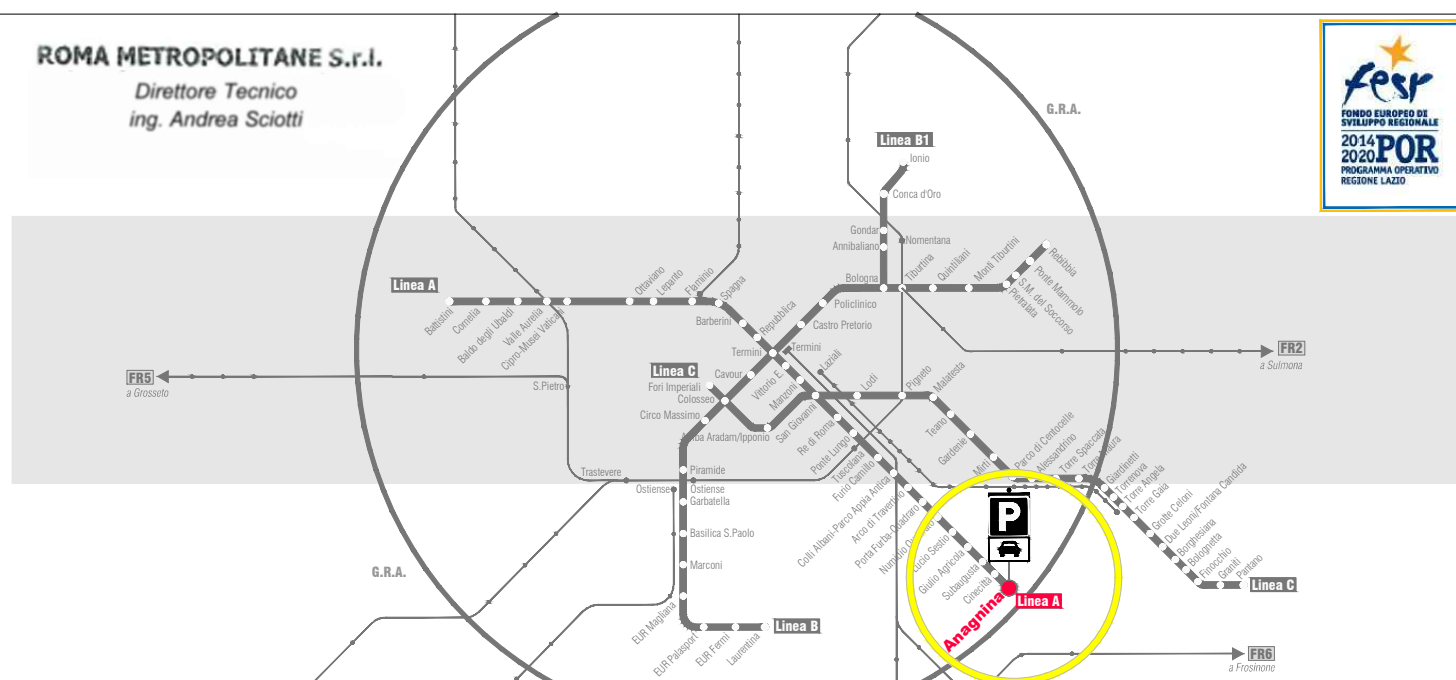 ROMA METROPOLITANE S.r.l.
Direttore Tecnico
ing. Andrea Sciotti
fesr
FONDO EUROPEO DI
SVILUPPO REGIONALE
2014
2020 POR
PROGRAMMA OPERATIVO
REGIONE LAZIO
G.R.A.
Linea B1
Ionio
Conca d'Oro
Gondar
Annibaliano
Nomentana
Bologna
Tiburtina
Quintiliani
Monti Tiburtini
Rebibbia
Ponte Mammolo
S.M. del Soccorso
Pietralata
Linea A
Battistini
Cornelia
Baldo degli Ubaldi
Valle Aurelia
Cipro-Musei Vaticani
Ottaviano
Lepanto
Flaminio
Spagna
Barberini
Repubblica
Policlinico
Castro Pretorio
Termini
Termini
Laziali
Linea C
Fori Imperiali
Colosseo
Cavour
Vittorio E.
Manzoni
San Giovanni
Lodi
Pigneto
Malatesta
Circo Massimo
Amba Aradam/Ipponio
Re di Roma
Ponte Lungo
Tuscolana
Furio Camillo
Colli Albani-Parco Appia Antica
Arco di Travertino
Porta Furba-Quadraro
Lucio Sestio
Giulio Agricola
Subaugusta
Cinecittà
Anagnina
Linea A
P
Teano
Gardenie
Mirti
Parco di Centocelle
Alessandrino
Torre Spaccata
Torre Maura
Giardinetti
Torrenova
Torre Angela
Torre Gaia
Grotte Celoni
Due Leoni/Fontana Candida
Borghesiana
Bolognetta
Finocchio
Graniti
Pantano
Linea C
FR2
a Sulmona
FR5
a Grosseto
S.Pietro
Trastevere
Ostiense
Piramide
Ostiense
Garbatella
Basilica S.Paolo
Marconi
EUR Magliana
EUR Palasport
EUR Fermi
Laurentina
Linea B
G.R.A.
FR6
a Frosinone